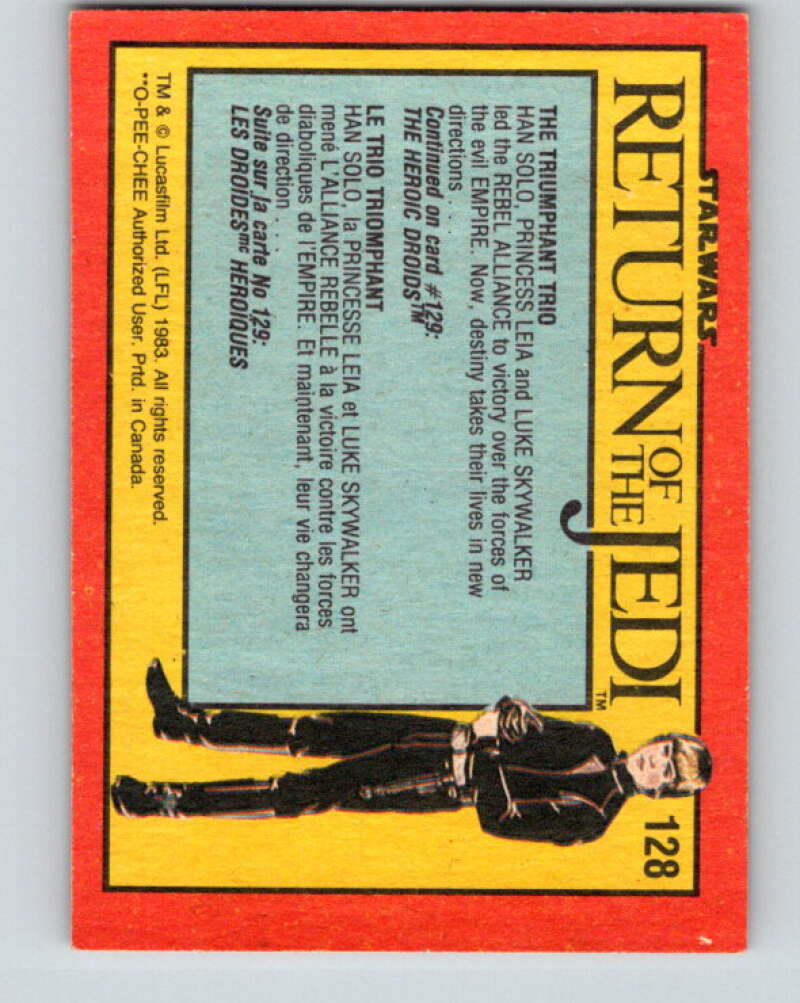 STAR WARS
RETURN OF THE JEDI™
128
THE TRIUMPHANT TRIO
HAN SOLO, PRINCESS LEIA and LUKE SKYWALKER
led the REBEL ALLIANCE to victory over the forces of
the evil EMPIRE. Now, destiny takes their lives in new
directions . . .
Continued on card #129:
THE HEROIC DROIDS™
LE TRIO TRIOMPHANT
HAN SOLO, la PRINCESSE LEIA et LUKE SKYWALKER ont
mené L'ALLIANCE REBELLE à la victoire contre les forces
diaboliques de l'EMPIRE. Et maintenant, leur vie changera
de direction . . .
Suite sur la carte No 129:
LES DROÏDESmc HEROÏQUES
TM & © Lucasfilm Ltd. (LFL) 1983. All rights reserved.
**O-PEE-CHEE Authorized User. Prtd. in Canada.